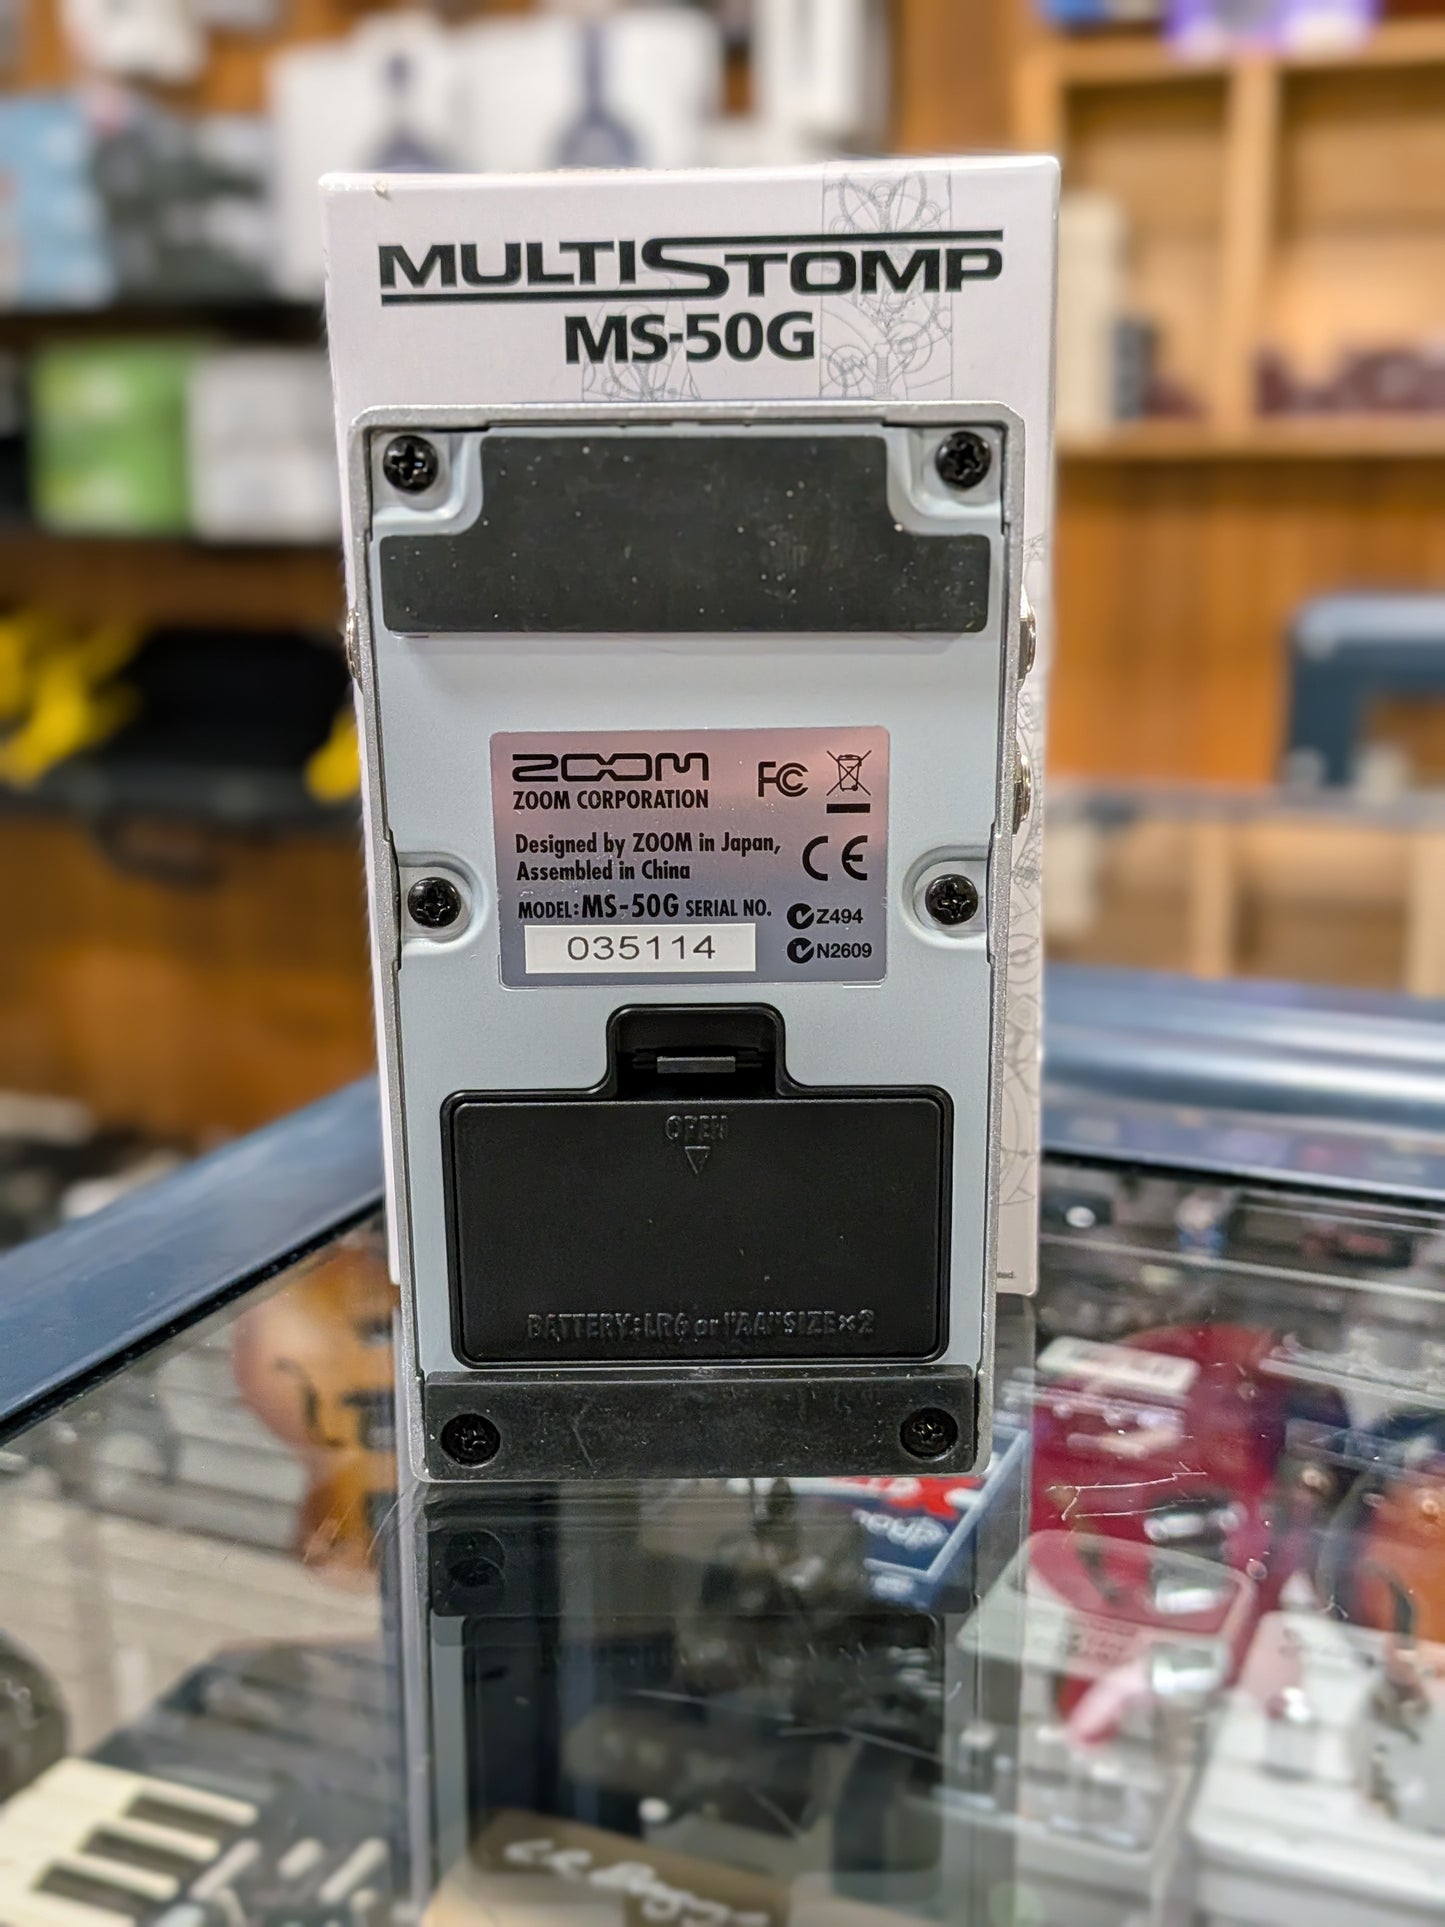 MULTISTOMP
MS-50G
ZOOM
ZOOM CORPORATION
FC
Designed by ZOOM in Japan,
Assembled in China
CE
MODEL: MS-50G SERIAL NO.
Z494
035114
N2609
OPEN
BATTERY: LR6 or "AA" SIZE × 2